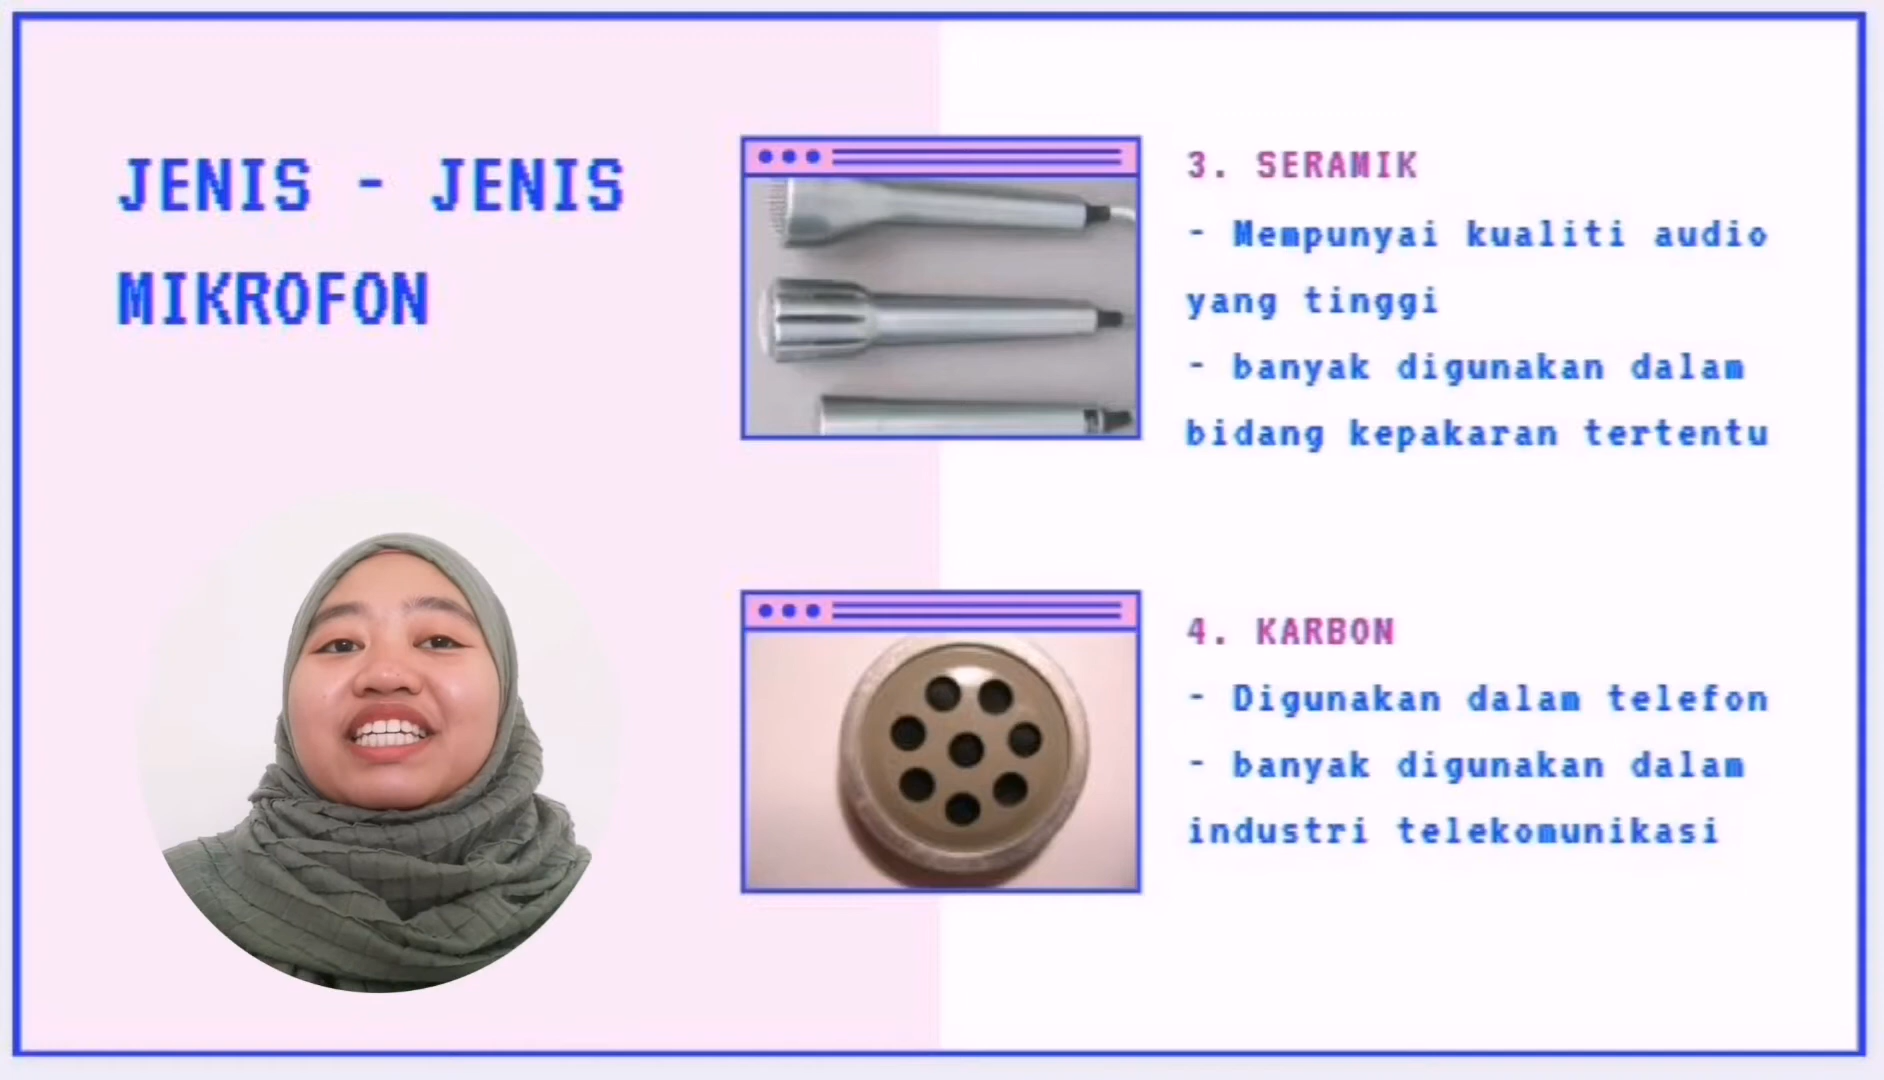 JENIS - JENIS
MIKROFON
3. SERAMIK
- Mempunyai kualiti audio
yang tinggi
- banyak digunakan dalam
bidang kepakaran tertentu
4. KARBON
- Digunakan dalam telefon
- banyak digunakan dalam
industri telekomunikasi